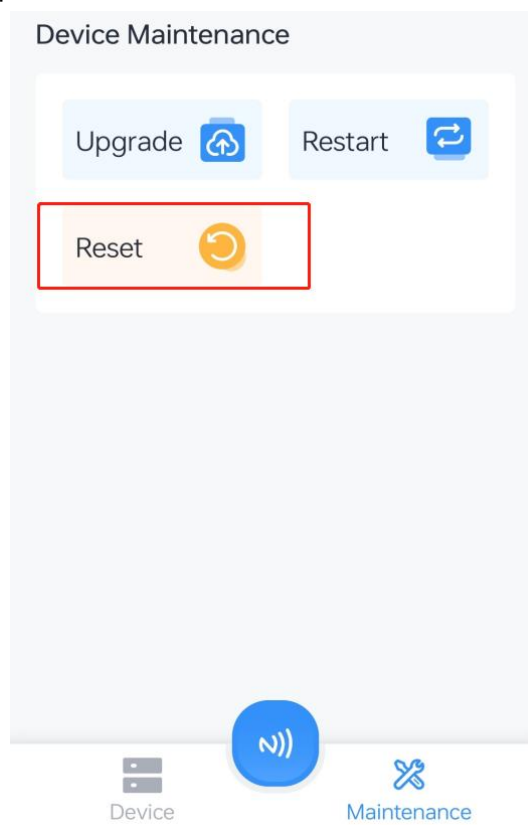 Device Maintenance
Upgrade
Restart
Reset
Device
Maintenance